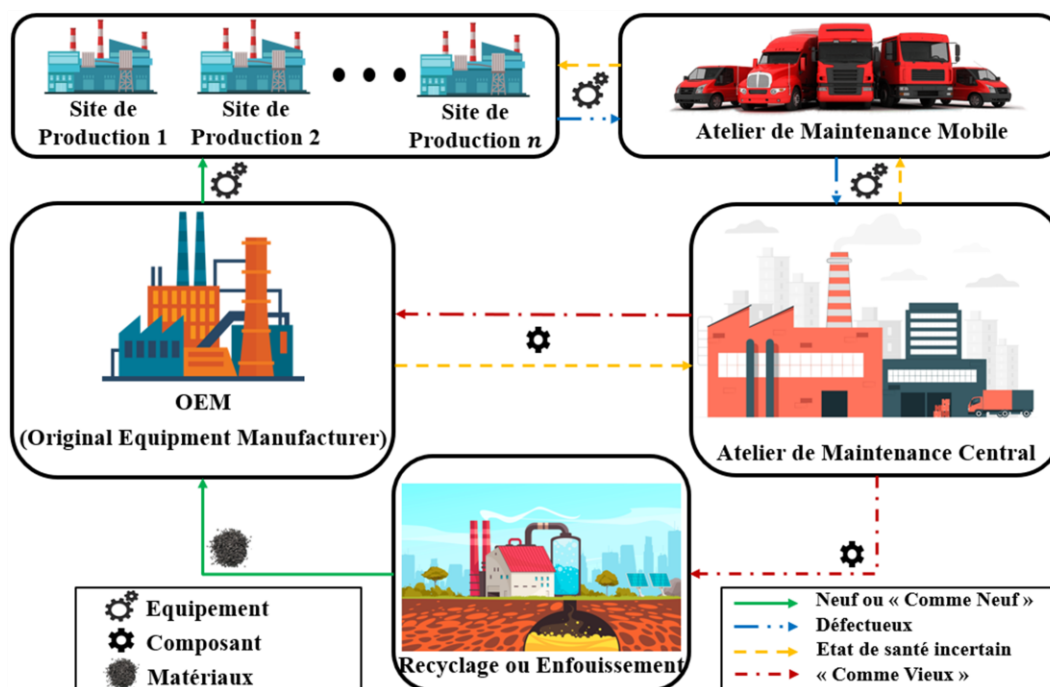 Site de
Production 1
Site de
Production 2
Site de
Production n
Atelier de Maintenance Mobile
OEM
(Original Equipment Manufacturer)
Atelier de Maintenance Central
Recyclage ou Enfouissement
Equipement
Composant
Matériaux
Neuf ou « Comme Neuf »
Défectueux
Etat de santé incertain
« Comme Vieux »